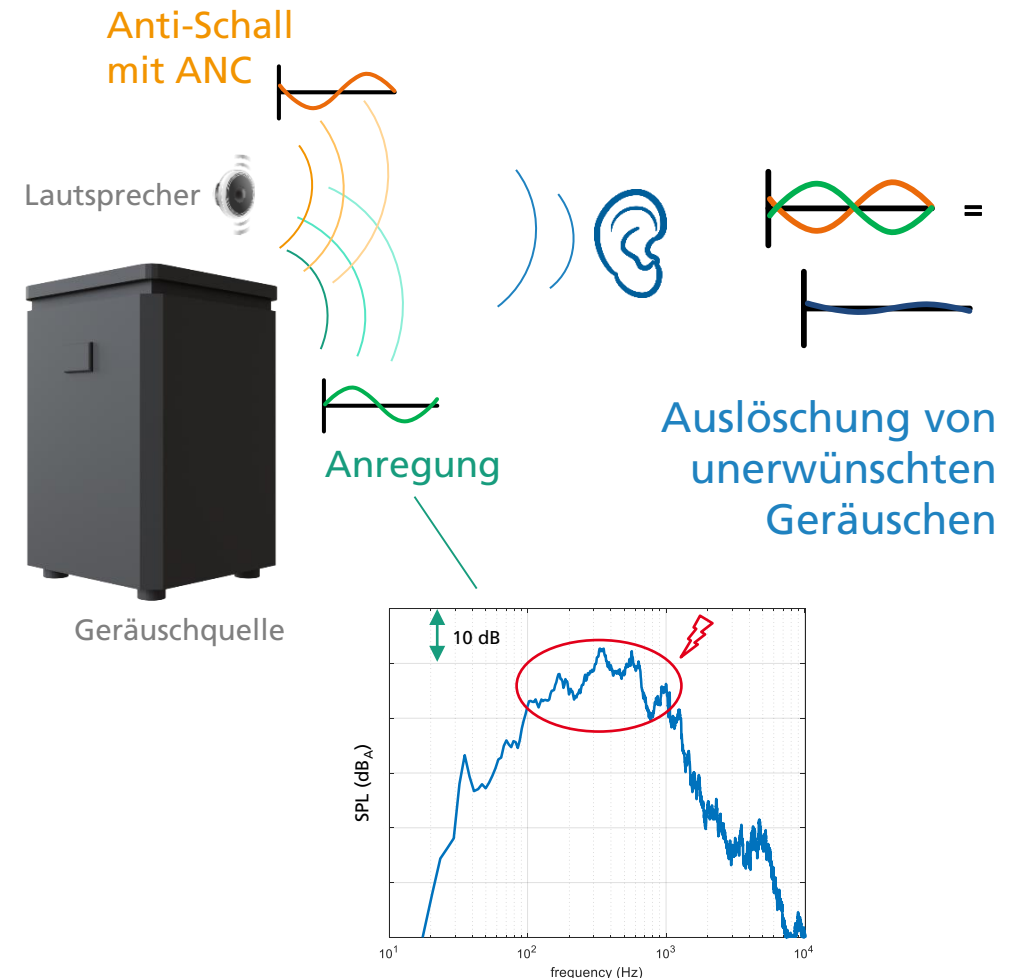 Anti-Schall
mit ANC
Lautsprecher
=
Auslöschung von
unerwünschten
Geräuschen
Anregung
Geräuschquelle
10 dB
SPL (dB_A)
10^1 10^2 10^3 10^4
frequency (Hz)